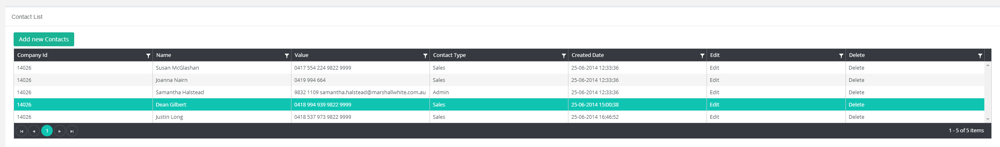 Contact List
Add new Contacts
Company Id Name Value Contact Type Created Date Edit Delete
14026 Susan McGlashan 0417 554 224 9822 9999 Sales 25-06-2014 12:33:36 Edit Delete
14026 Joanna Nairn 0419 994 664 Sales 25-06-2014 12:33:36 Edit Delete
14026 Samantha Halstead 9832 1109 samantha.halstead@marshallwhite.com.au Admin 25-06-2014 12:33:36 Edit Delete
14026 Dean Gilbert 0418 994 939 9822 9999 Sales 25-06-2014 15:00:38 Edit Delete
14026 Justin Long 0418 537 973 9822 9999 Sales 25-06-2014 16:46:52 Edit Delete
1 1 - 5 of 5 items